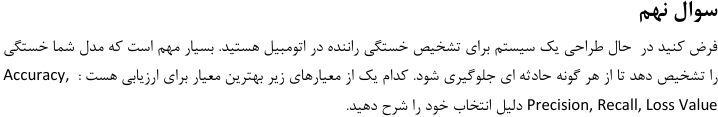 سوال نهم
فرض کنید در حال طراحی یک سیستم برای تشخیص خستگی راننده در اتومبیل هستید. بسیار مهم است که مدل شما خستگی
را تشخیص دهد تا از هر گونه حادثه ای جلوگیری شود. کدام یک از معیارهای زیر بهترین معیار برای ارزیابی هست : Accuracy,
Precision, Recall, Loss Value دلیل انتخاب خود را شرح دهید.